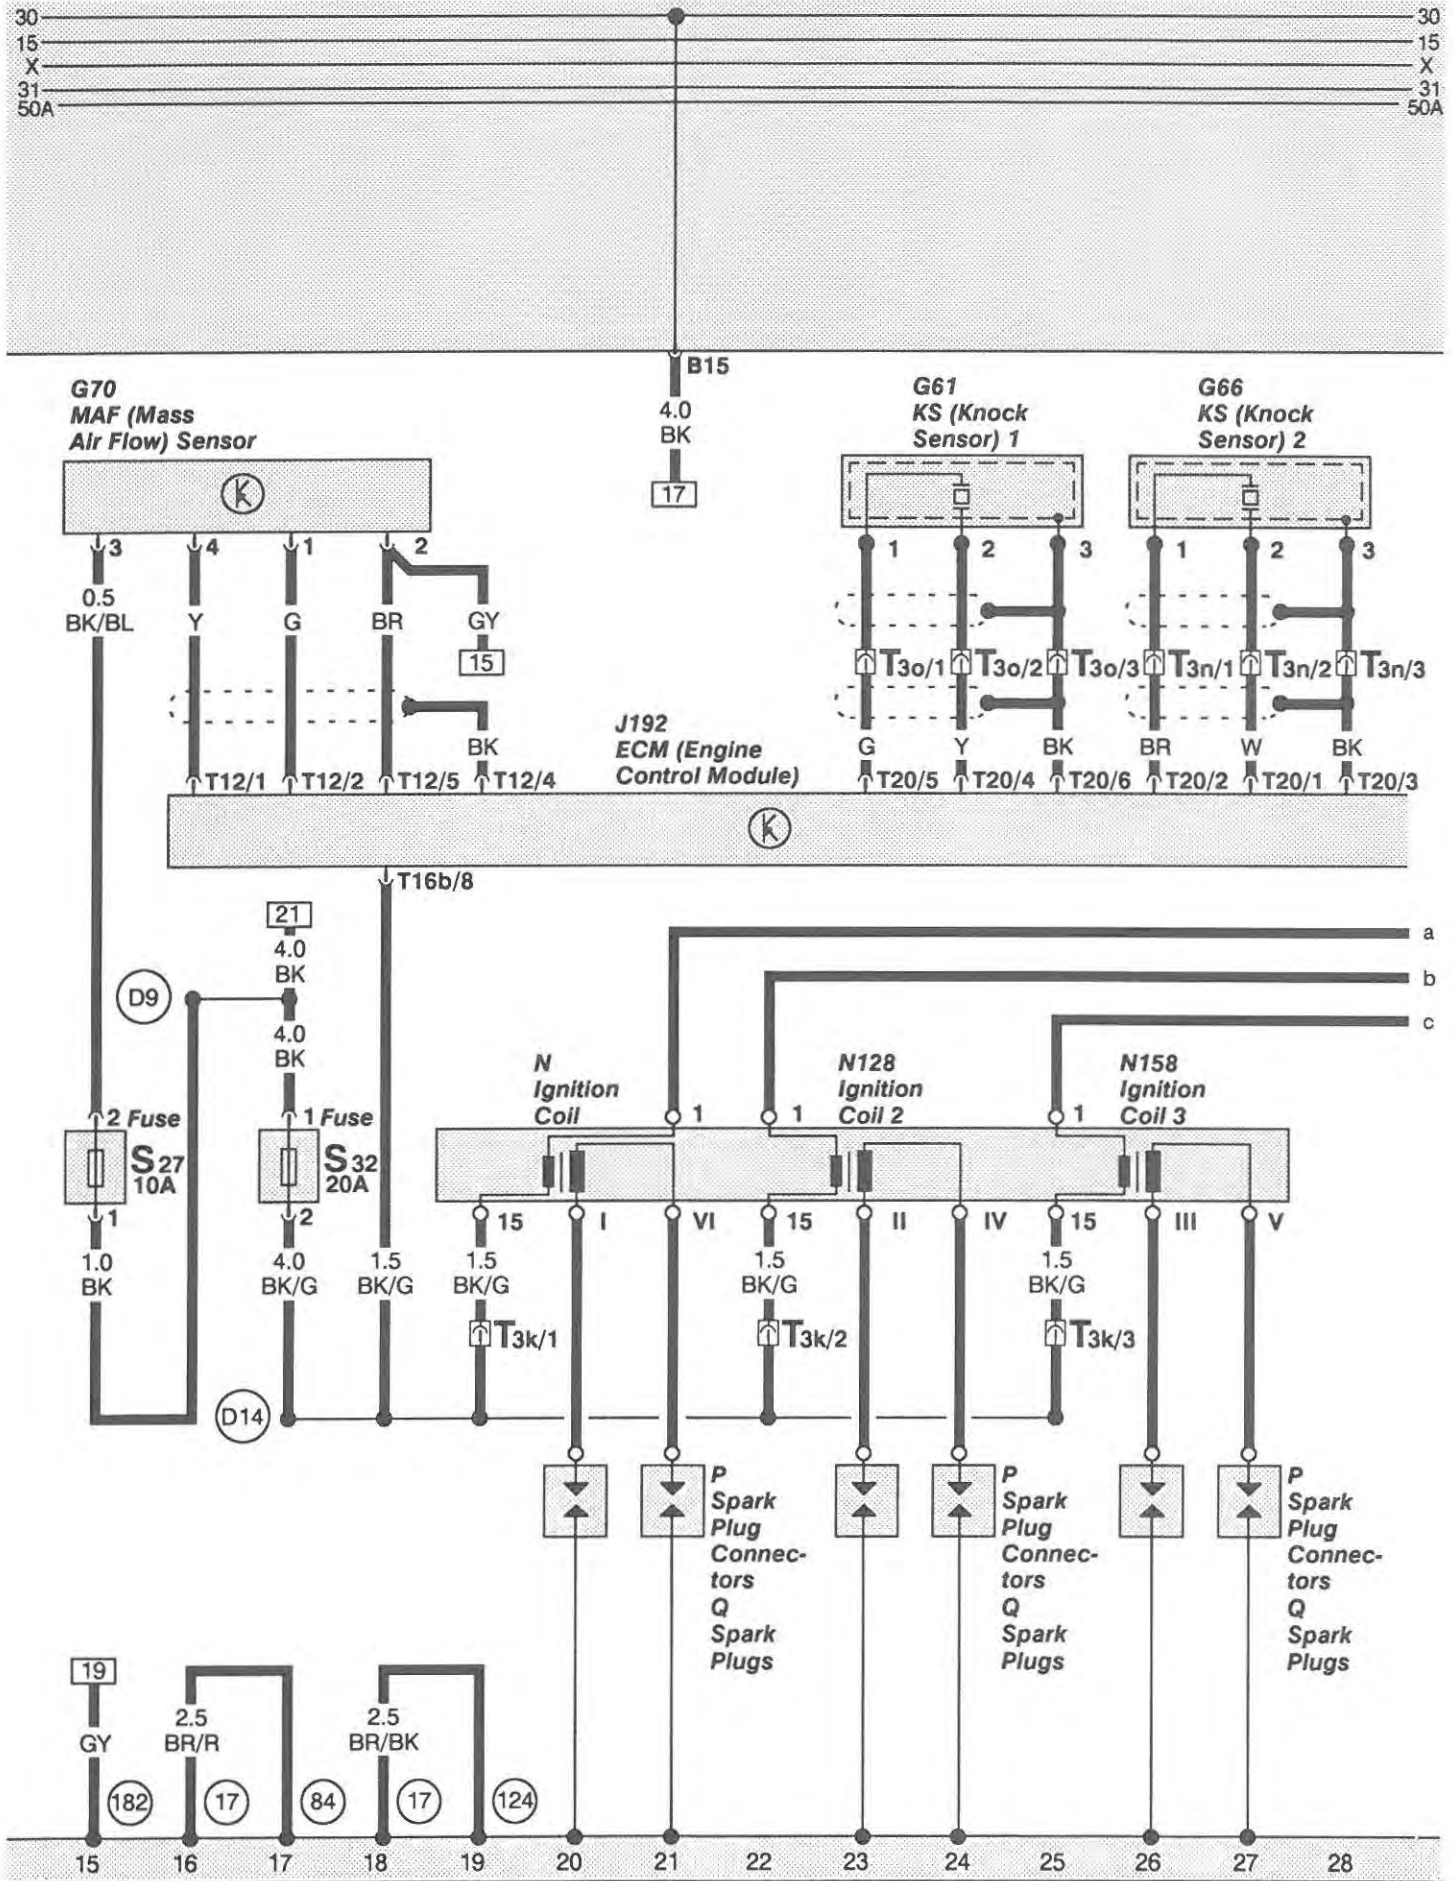 30 30
15 15
X X
31 31
50A 50A
B15
4.0
BK
17
G70
MAF (Mass
Air Flow) Sensor
G61
KS (Knock
Sensor) 1
G66
KS (Knock
Sensor) 2
3 4 1 2
1 2 3 1 2 3
0.5
BK/BL Y G BR GY
15
T3o/1 T3o/2 T3o/3 T3n/1 T3n/2 T3n/3
BK
G Y BK BR W BK
J192
ECM (Engine
Control Module)
T12/1 T12/2 T12/5 T12/4
T20/5 T20/4 T20/6 T20/2 T20/1 T20/3
T16b/8
21
4.0
BK
a
b
c
D9
4.0
BK
N
Ignition
Coil
N128
Ignition
Coil 2
N158
Ignition
Coil 3
2 Fuse
S27
10A
1
1 Fuse
S32
20A
2
1 1 1
15 I VI 15 II IV 15 III V
1.0
BK
4.0
BK/G
1.5
BK/G
1.5
BK/G
1.5
BK/G
1.5
BK/G
T3k/1 T3k/2 T3k/3
D14
P
Spark
Plug
Connec-
tors
Q
Spark
Plugs
P
Spark
Plug
Connec-
tors
Q
Spark
Plugs
P
Spark
Plug
Connec-
tors
Q
Spark
Plugs
19
GY
2.5
BR/R
2.5
BR/BK
182 17 84 17 124
15 16 17 18 19 20 21 22 23 24 25 26 27 28